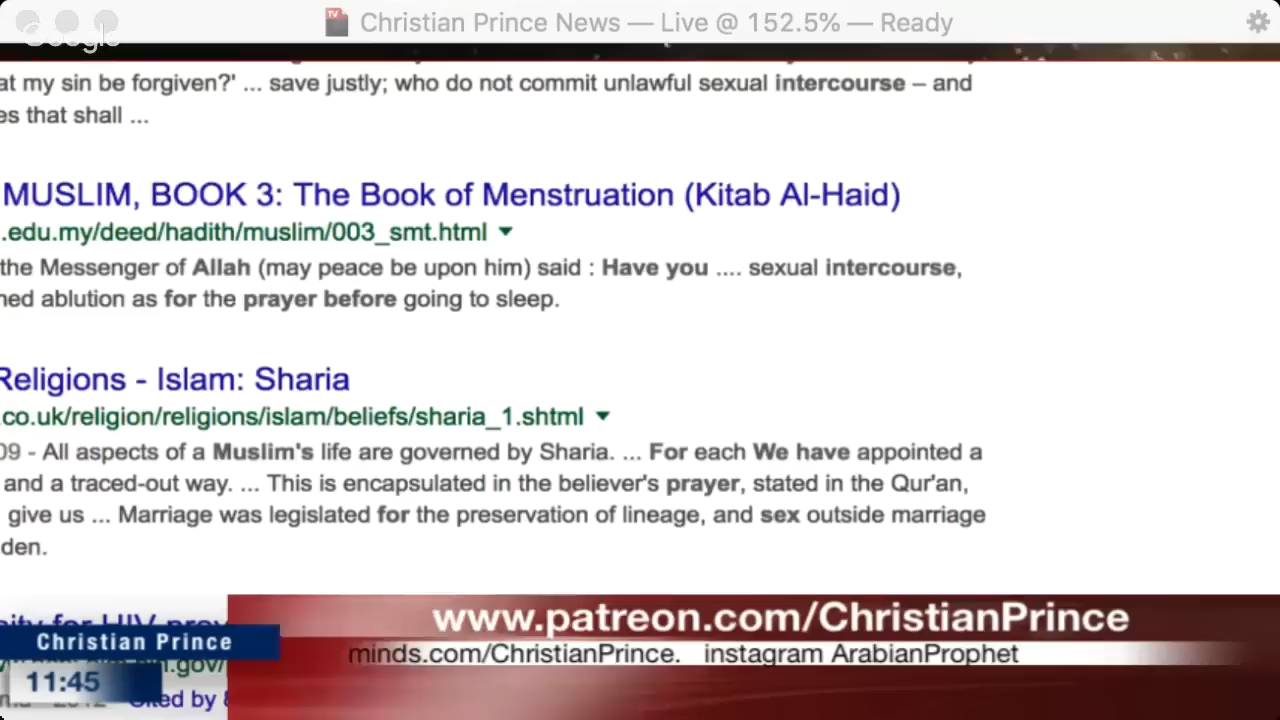 Christian Prince News — Live @ 152.5% — Ready
Google
at my sin be forgiven?' ... save justly; who do not commit unlawful sexual intercourse – and
es that shall ...
MUSLIM, BOOK 3: The Book of Menstruation (Kitab Al-Haid)
.edu.my/deed/hadith/muslim/003_smt.html
the Messenger of Allah (may peace be upon him) said : Have you .... sexual intercourse,
ned ablution as for the prayer before going to sleep.
Religions - Islam: Sharia
co.uk/religion/religions/islam/beliefs/sharia_1.shtml
09 - All aspects of a Muslim's life are governed by Sharia. ... For each We have appointed a
and a traced-out way. ... This is encapsulated in the believer's prayer, stated in the Qur'an,
give us ... Marriage was legislated for the preservation of lineage, and sex outside marriage
den.
www.patreon.com/ChristianPrince
for HIV
Christian Prince
minds.com/ChristianPrince. instagram ArabianProphet
.gov/
11:45
2012 Cited by